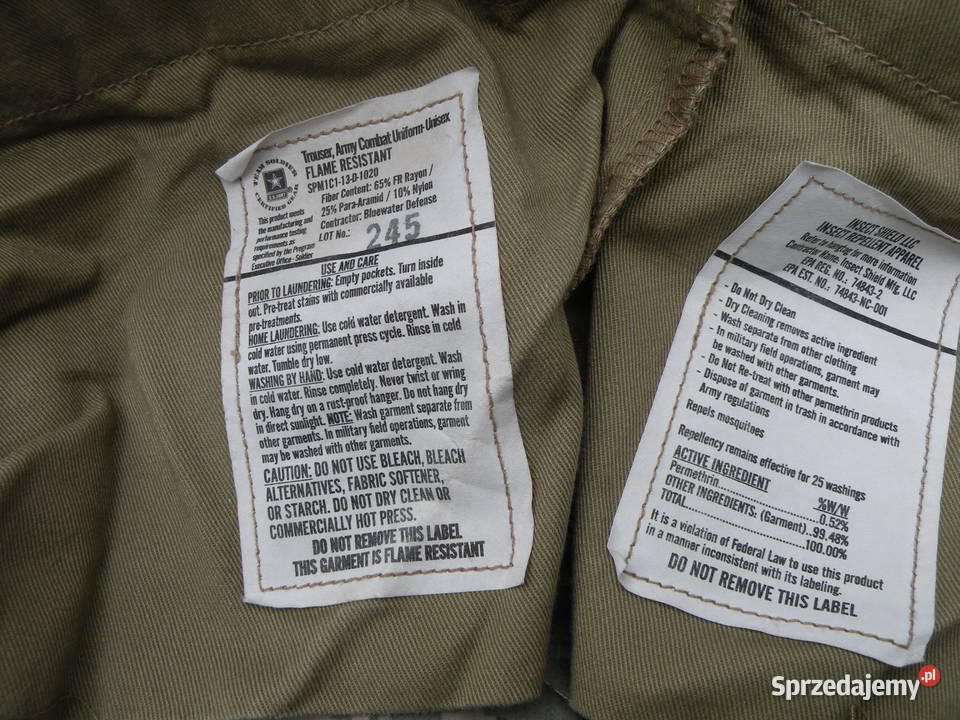 TEAM SOLDIER
U.S. ARMY
CERTIFIED GEAR
This product meets
the manufacturing and
performance testing
requirements as
specified by the Program
Executive Office - Soldier
Trouser, Army Combat Uniform-Unisex
FLAME RESISTANT
SPM1C1-13-D-1020
Fiber Content: 65% FR Rayon /
25% Para-Aramid / 10% Nylon
Contractor: Bluewater Defense
LOT No.: 245
USE AND CARE
PRIOR TO LAUNDERING: Empty pockets. Turn inside
out. Pre-treat stains with commercially available
pre-treatments.
HOME LAUNDERING: Use cold water detergent. Wash in
cold water using permanent press cycle. Rinse in cold
water. Tumble dry low.
WASHING BY HAND: Use cold water detergent. Wash
in cold water. Rinse completely. Never twist or wring
dry. Hang dry on a rust-proof hanger. Do not hang dry
in direct sunlight. NOTE: Wash garment separate from
other garments. In military field operations, garment
may be washed with other garments.
CAUTION: DO NOT USE BLEACH, BLEACH
ALTERNATIVES, FABRIC SOFTENER,
OR STARCH. DO NOT DRY CLEAN OR
COMMERCIALLY HOT PRESS.
DO NOT REMOVE THIS LABEL
THIS GARMENT IS FLAME RESISTANT
INSECT SHIELD LLC
INSECT REPELLENT APPAREL
Refer to hangtag for more information
Contractor Name: Insect Shield Mfg. LLC
EPA REG. NO.: 74843-2
EPA EST. NO.: 74843-NC-001
- Do Not Dry Clean
- Dry Cleaning removes active ingredient
- Wash separate from other clothing
- In military field operations, garment may
be washed with other garments.
- Do Not Re-treat with other permethrin products
- Dispose of garment in trash in accordance with
Army regulations
Repels mosquitoes
Repellency remains effective for 25 washings
ACTIVE INGREDIENT %W/W
Permethrin..................0.52%
OTHER INGREDIENTS: (Garment)..99.48%
TOTAL.......................100.00%
It is a violation of Federal Law to use this product
in a manner inconsistent with its labeling.
DO NOT REMOVE THIS LABEL
Sprzedajemy.pl